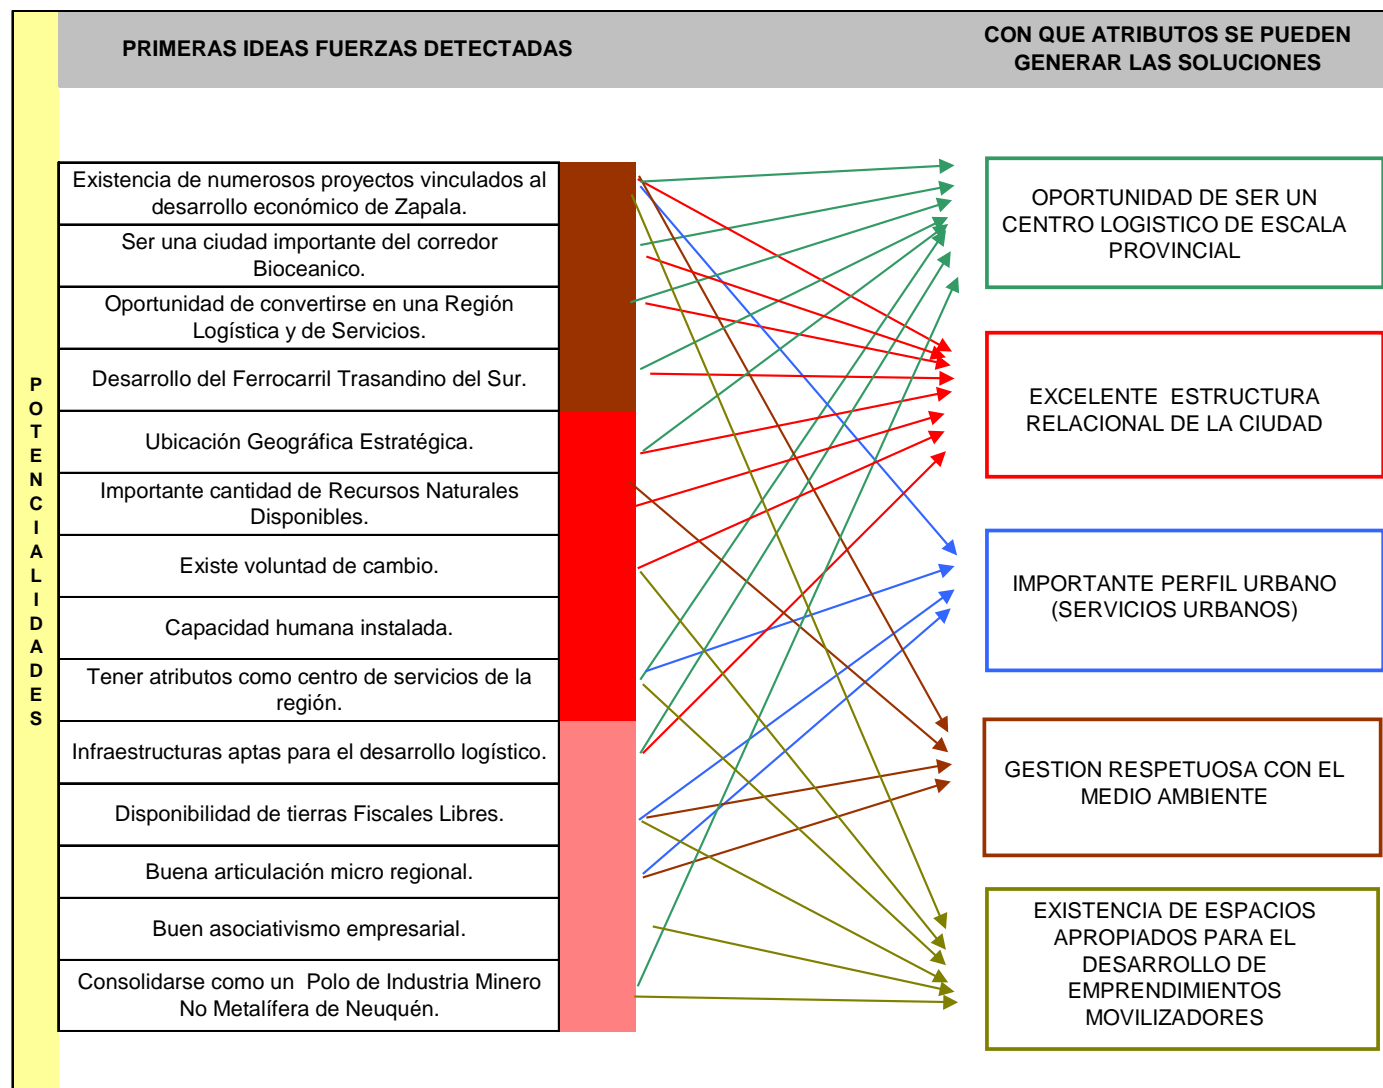 PRIMERAS IDEAS FUERZAS DETECTADAS
CON QUE ATRIBUTOS SE PUEDEN
GENERAR LAS SOLUCIONES
POTENCIALIDADES
Existencia de numerosos proyectos vinculados al
desarrollo económico de Zapala.
Ser una ciudad importante del corredor
Bioceanico.
Oportunidad de convertirse en una Región
Logística y de Servicios.
Desarrollo del Ferrocarril Trasandino del Sur.
Ubicación Geográfica Estratégica.
Importante cantidad de Recursos Naturales
Disponibles.
Existe voluntad de cambio.
Capacidad humana instalada.
Tener atributos como centro de servicios de la
región.
Infraestructuras aptas para el desarrollo logístico.
Disponibilidad de tierras Fiscales Libres.
Buena articulación micro regional.
Buen asociativismo empresarial.
Consolidarse como un Polo de Industria Minero
No Metalífera de Neuquén.
OPORTUNIDAD DE SER UN
CENTRO LOGISTICO DE ESCALA
PROVINCIAL
EXCELENTE ESTRUCTURA
RELACIONAL DE LA CIUDAD
IMPORTANTE PERFIL URBANO
(SERVICIOS URBANOS)
GESTION RESPETUOSA CON EL
MEDIO AMBIENTE
EXISTENCIA DE ESPACIOS
APROPIADOS PARA EL
DESARROLLO DE
EMPRENDIMIENTOS
MOVILIZADORES